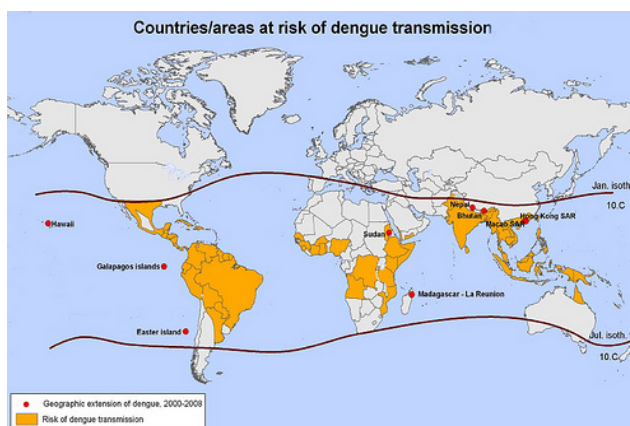 Countries/areas at risk of dengue transmission
Jan. isoth.
10.C
Nepal
Bhutan
Hong Kong SAR
Macao SAR
Hawaii
Sudan
Galapagos islands
Madagascar - La Reunion
Easter island
Jul. isoth.
10.C
Geographic extension of dengue, 2000-2008
Risk of dengue transmission